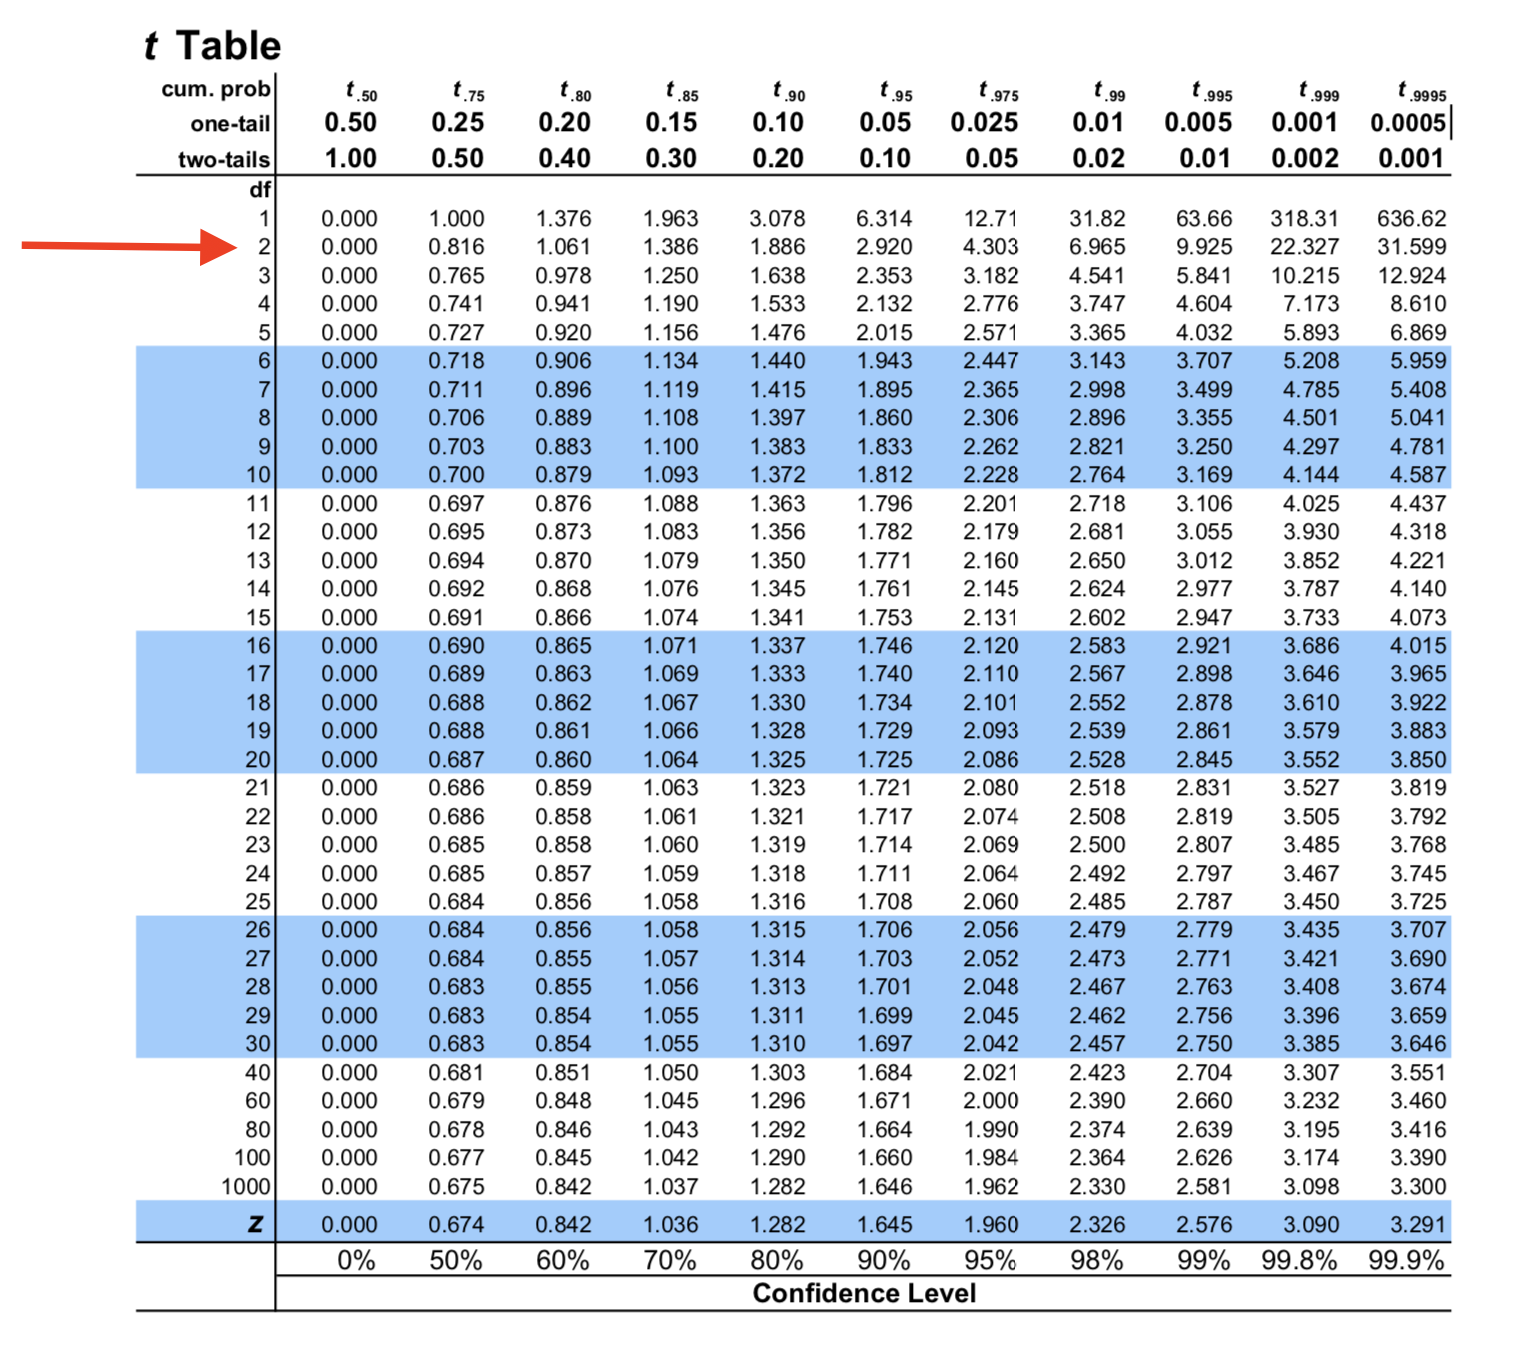 t Table
cum. prob t.50 t.75 t.80 t.85 t.90 t.95 t.975 t.99 t.995 t.999 t.9995
one-tail 0.50 0.25 0.20 0.15 0.10 0.05 0.025 0.01 0.005 0.001 0.0005
two-tails 1.00 0.50 0.40 0.30 0.20 0.10 0.05 0.02 0.01 0.002 0.001
df
1 0.000 1.000 1.376 1.963 3.078 6.314 12.71 31.82 63.66 318.31 636.62
2 0.000 0.816 1.061 1.386 1.886 2.920 4.303 6.965 9.925 22.327 31.599
3 0.000 0.765 0.978 1.250 1.638 2.353 3.182 4.541 5.841 10.215 12.924
4 0.000 0.741 0.941 1.190 1.533 2.132 2.776 3.747 4.604 7.173 8.610
5 0.000 0.727 0.920 1.156 1.476 2.015 2.571 3.365 4.032 5.893 6.869
6 0.000 0.718 0.906 1.134 1.440 1.943 2.447 3.143 3.707 5.208 5.959
7 0.000 0.711 0.896 1.119 1.415 1.895 2.365 2.998 3.499 4.785 5.408
8 0.000 0.706 0.889 1.108 1.397 1.860 2.306 2.896 3.355 4.501 5.041
9 0.000 0.703 0.883 1.100 1.383 1.833 2.262 2.821 3.250 4.297 4.781
10 0.000 0.700 0.879 1.093 1.372 1.812 2.228 2.764 3.169 4.144 4.587
11 0.000 0.697 0.876 1.088 1.363 1.796 2.201 2.718 3.106 4.025 4.437
12 0.000 0.695 0.873 1.083 1.356 1.782 2.179 2.681 3.055 3.930 4.318
13 0.000 0.694 0.870 1.079 1.350 1.771 2.160 2.650 3.012 3.852 4.221
14 0.000 0.692 0.868 1.076 1.345 1.761 2.145 2.624 2.977 3.787 4.140
15 0.000 0.691 0.866 1.074 1.341 1.753 2.131 2.602 2.947 3.733 4.073
16 0.000 0.690 0.865 1.071 1.337 1.746 2.120 2.583 2.921 3.686 4.015
17 0.000 0.689 0.863 1.069 1.333 1.740 2.110 2.567 2.898 3.646 3.965
18 0.000 0.688 0.862 1.067 1.330 1.734 2.101 2.552 2.878 3.610 3.922
19 0.000 0.688 0.861 1.066 1.328 1.729 2.093 2.539 2.861 3.579 3.883
20 0.000 0.687 0.860 1.064 1.325 1.725 2.086 2.528 2.845 3.552 3.850
21 0.000 0.686 0.859 1.063 1.323 1.721 2.080 2.518 2.831 3.527 3.819
22 0.000 0.686 0.858 1.061 1.321 1.717 2.074 2.508 2.819 3.505 3.792
23 0.000 0.685 0.858 1.060 1.319 1.714 2.069 2.500 2.807 3.485 3.768
24 0.000 0.685 0.857 1.059 1.318 1.711 2.064 2.492 2.797 3.467 3.745
25 0.000 0.684 0.856 1.058 1.316 1.708 2.060 2.485 2.787 3.450 3.725
26 0.000 0.684 0.856 1.058 1.315 1.706 2.056 2.479 2.779 3.435 3.707
27 0.000 0.684 0.855 1.057 1.314 1.703 2.052 2.473 2.771 3.421 3.690
28 0.000 0.683 0.855 1.056 1.313 1.701 2.048 2.467 2.763 3.408 3.674
29 0.000 0.683 0.854 1.055 1.311 1.699 2.045 2.462 2.756 3.396 3.659
30 0.000 0.683 0.854 1.055 1.310 1.697 2.042 2.457 2.750 3.385 3.646
40 0.000 0.681 0.851 1.050 1.303 1.684 2.021 2.423 2.704 3.307 3.551
60 0.000 0.679 0.848 1.045 1.296 1.671 2.000 2.390 2.660 3.232 3.460
80 0.000 0.678 0.846 1.043 1.292 1.664 1.990 2.374 2.639 3.195 3.416
100 0.000 0.677 0.845 1.042 1.290 1.660 1.984 2.364 2.626 3.174 3.390
1000 0.000 0.675 0.842 1.037 1.282 1.646 1.962 2.330 2.581 3.098 3.300
z 0.000 0.674 0.842 1.036 1.282 1.645 1.960 2.326 2.576 3.090 3.291
0% 50% 60% 70% 80% 90% 95% 98% 99% 99.8% 99.9%
Confidence Level